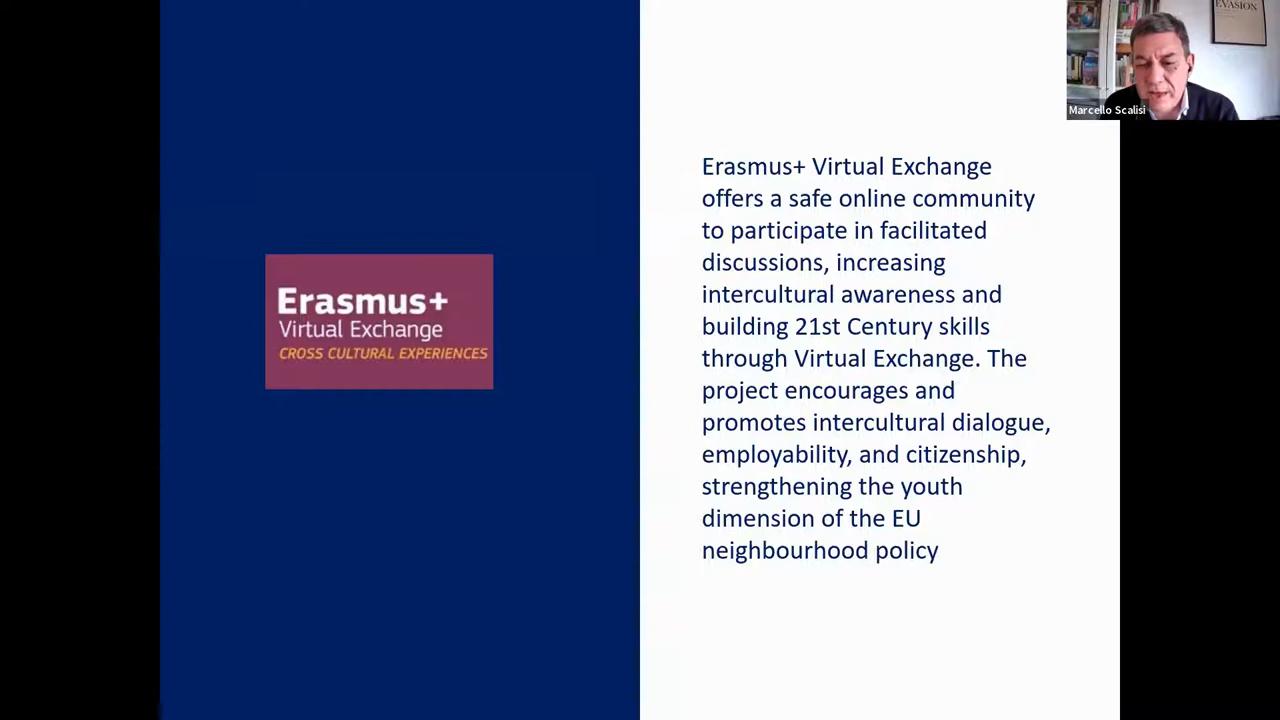 EVASION
Marcello Scalisi
Erasmus+
Virtual Exchange
CROSS CULTURAL EXPERIENCES
Erasmus+ Virtual Exchange
offers a safe online community
to participate in facilitated
discussions, increasing
intercultural awareness and
building 21st Century skills
through Virtual Exchange. The
project encourages and
promotes intercultural dialogue,
employability, and citizenship,
strengthening the youth
dimension of the EU
neighbourhood policy